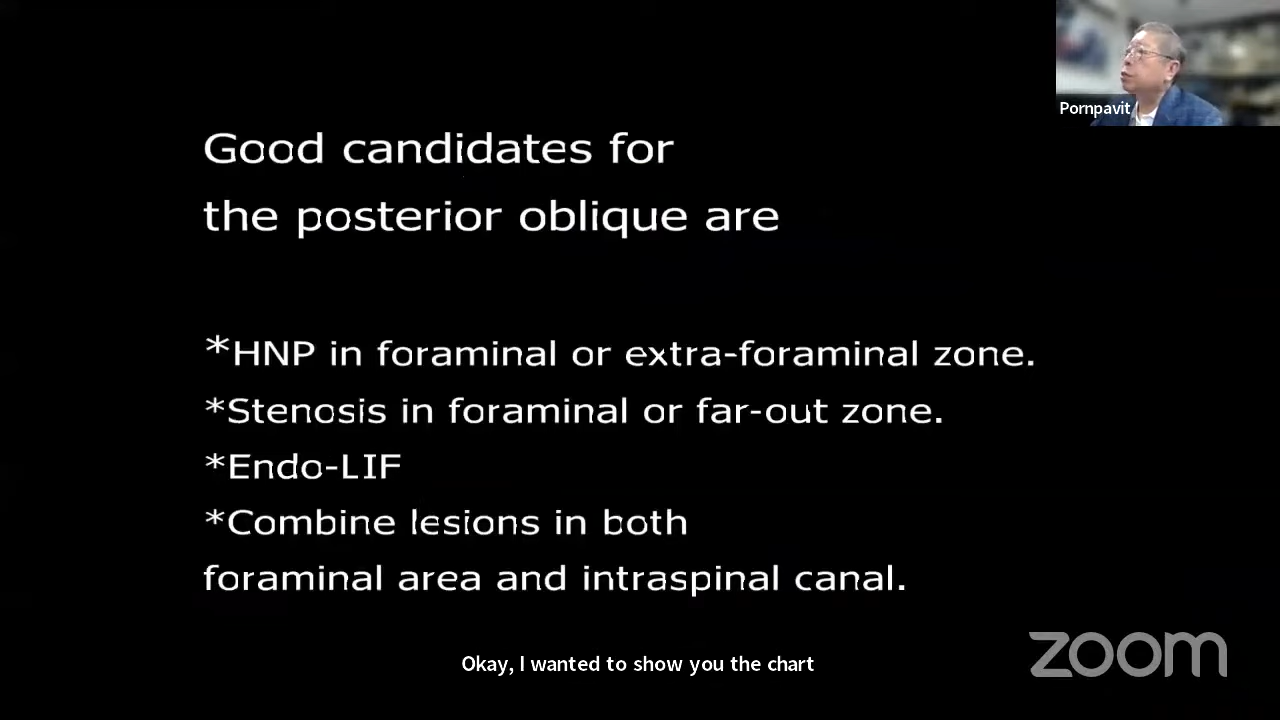 Pornpavit
Good candidates for
the posterior oblique are
*HNP in foraminal or extra-foraminal zone.
*Stenosis in foraminal or far-out zone.
*Endo-LIF
*Combine lesions in both
foraminal area and intraspinal canal.
Okay, I wanted to show you the chart
zoom